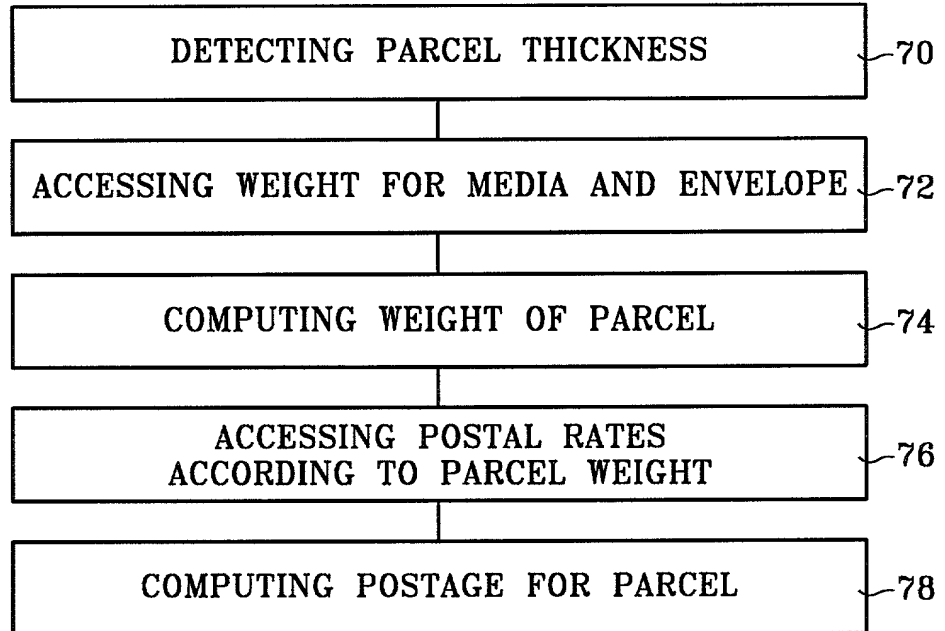 DETECTING PARCEL THICKNESS 70
ACCESSING WEIGHT FOR MEDIA AND ENVELOPE 72
COMPUTING WEIGHT OF PARCEL 74
ACCESSING POSTAL RATES
ACCORDING TO PARCEL WEIGHT 76
COMPUTING POSTAGE FOR PARCEL 78